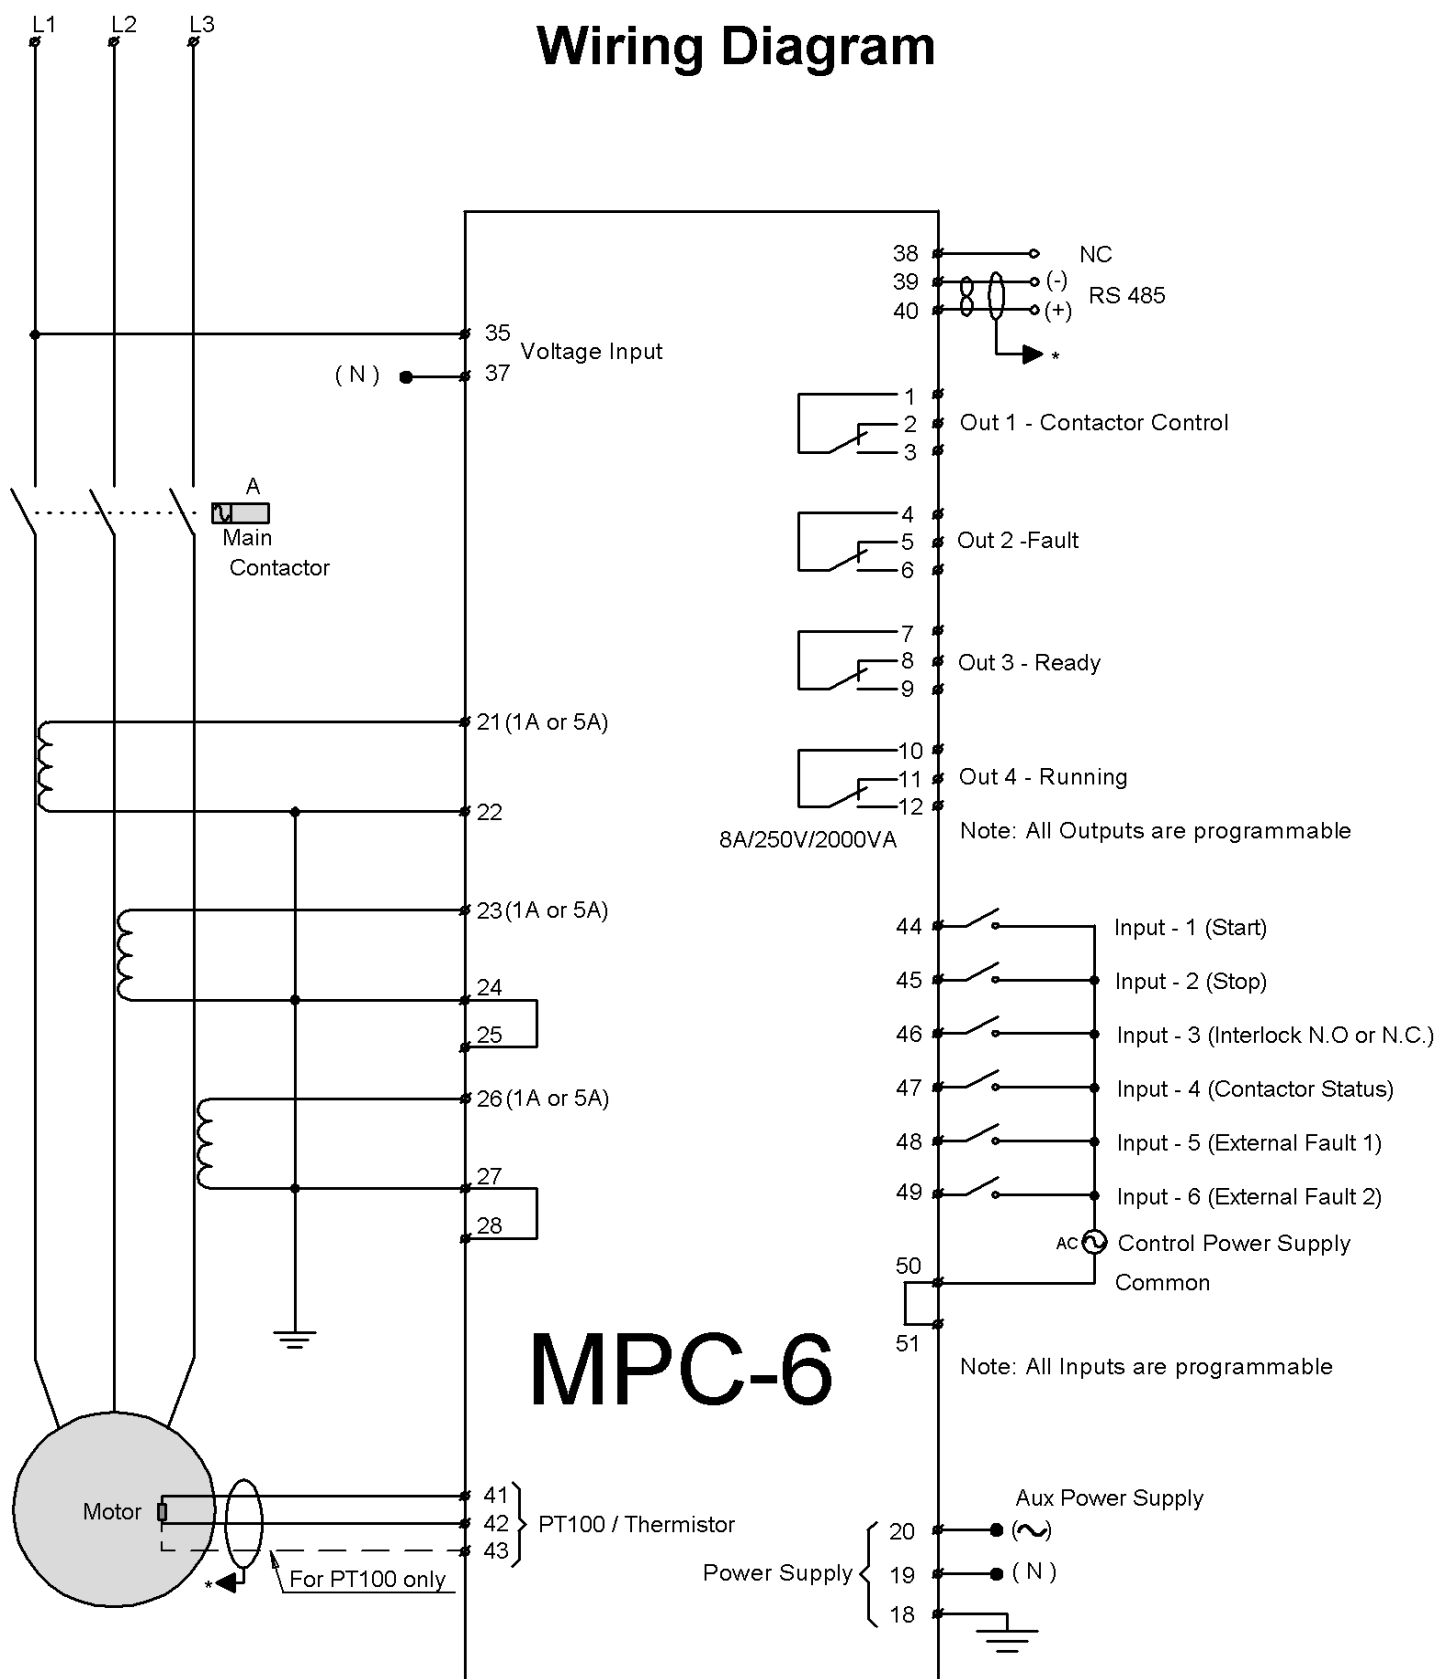 Wiring Diagram
L1 L2 L3
38 NC
39 (-)
RS 485
40 (+)
*
35
Voltage Input
( N ) 37
1
2 Out 1 - Contactor Control
3
A
Main
Contactor
4
5 Out 2 -Fault
6
7
8 Out 3 - Ready
9
21 (1A or 5A)
10
11 Out 4 - Running
12
22
8A/250V/2000VA
Note: All Outputs are programmable
23 (1A or 5A)
44 Input - 1 (Start)
24
45 Input - 2 (Stop)
25
46 Input - 3 (Interlock N.O or N.C.)
26 (1A or 5A)
47 Input - 4 (Contactor Status)
48 Input - 5 (External Fault 1)
27
49 Input - 6 (External Fault 2)
28
AC Control Power Supply
50
Common
51
MPC-6
Note: All Inputs are programmable
Motor
41
42 PT100 / Thermistor
43
* For PT100 only
Aux Power Supply
20 (~)
Power Supply 19 ( N )
18